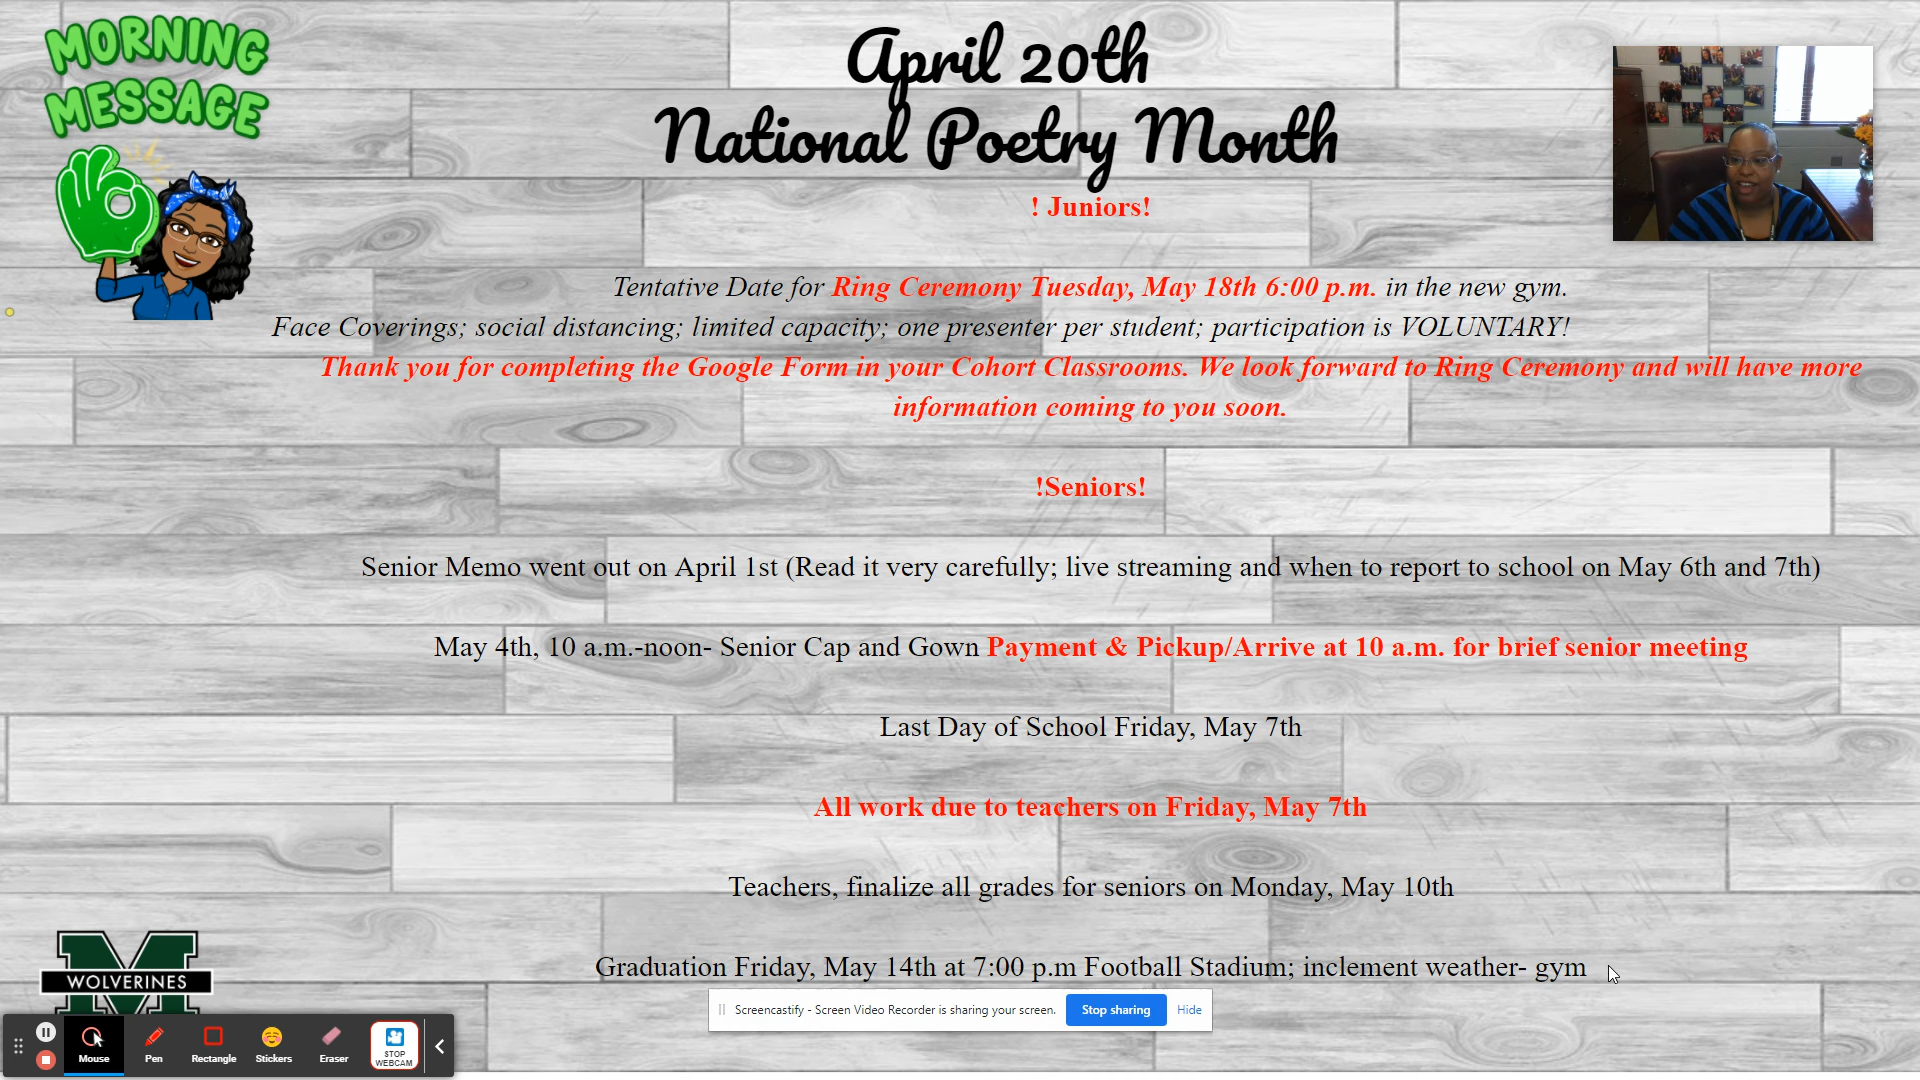 MORNING
MESSAGE
April 20th
National Poetry Month
! Juniors!
Tentative Date for Ring Ceremony Tuesday, May 18th 6:00 p.m. in the new gym.
Face Coverings; social distancing; limited capacity; one presenter per student; participation is VOLUNTARY!
Thank you for completing the Google Form in your Cohort Classrooms. We look forward to Ring Ceremony and will have more
information coming to you soon.
!Seniors!
Senior Memo went out on April 1st (Read it very carefully; live streaming and when to report to school on May 6th and 7th)
May 4th, 10 a.m.-noon- Senior Cap and Gown Payment & Pickup/Arrive at 10 a.m. for brief senior meeting
Last Day of School Friday, May 7th
All work due to teachers on Friday, May 7th
Teachers, finalize all grades for seniors on Monday, May 10th
Graduation Friday, May 14th at 7:00 p.m Football Stadium; inclement weather- gym
M
WOLVERINES
Screencastify - Screen Video Recorder is sharing your screen. Stop sharing Hide
Mouse Pen Rectangle Stickers Eraser STOP
WEBCAM